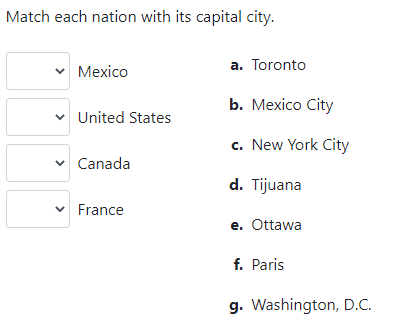 Match each nation with its capital city.
Mexico
United States
Canada
France
a. Toronto
b. Mexico City
c. New York City
d. Tijuana
e. Ottawa
f. Paris
g. Washington, D.C.